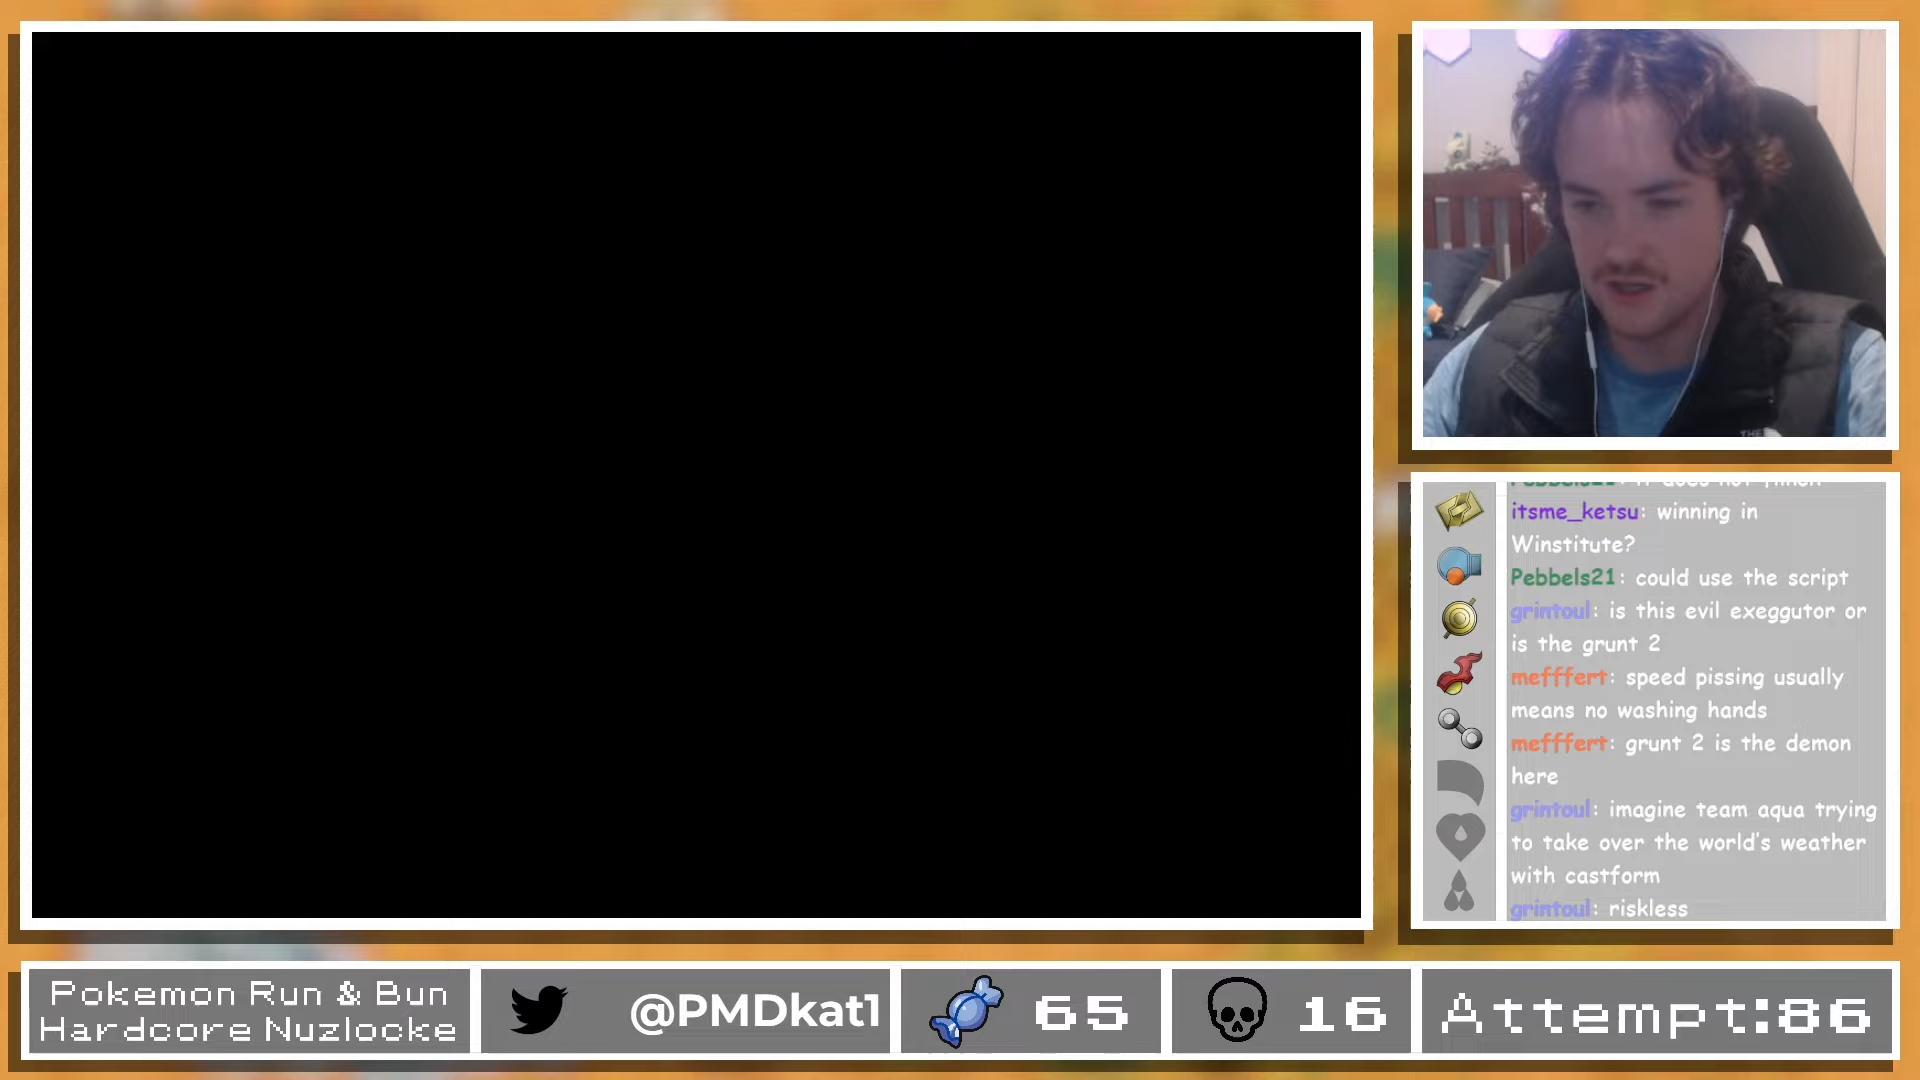 itsme_ketsu: winning in
Winstitute?
Pebbels21: could use the script
grintoul: is this evil exeggutor or
is the grunt 2
mefffert: speed pissing usually
means no washing hands
mefffert: grunt 2 is the demon
here
grintoul: imagine team aqua trying
to take over the world's weather
with castform
grintoul: riskless
Pokemon Run & Bun
Hardcore Nuzlocke
@PMDkat1
65
16
Attempt:86